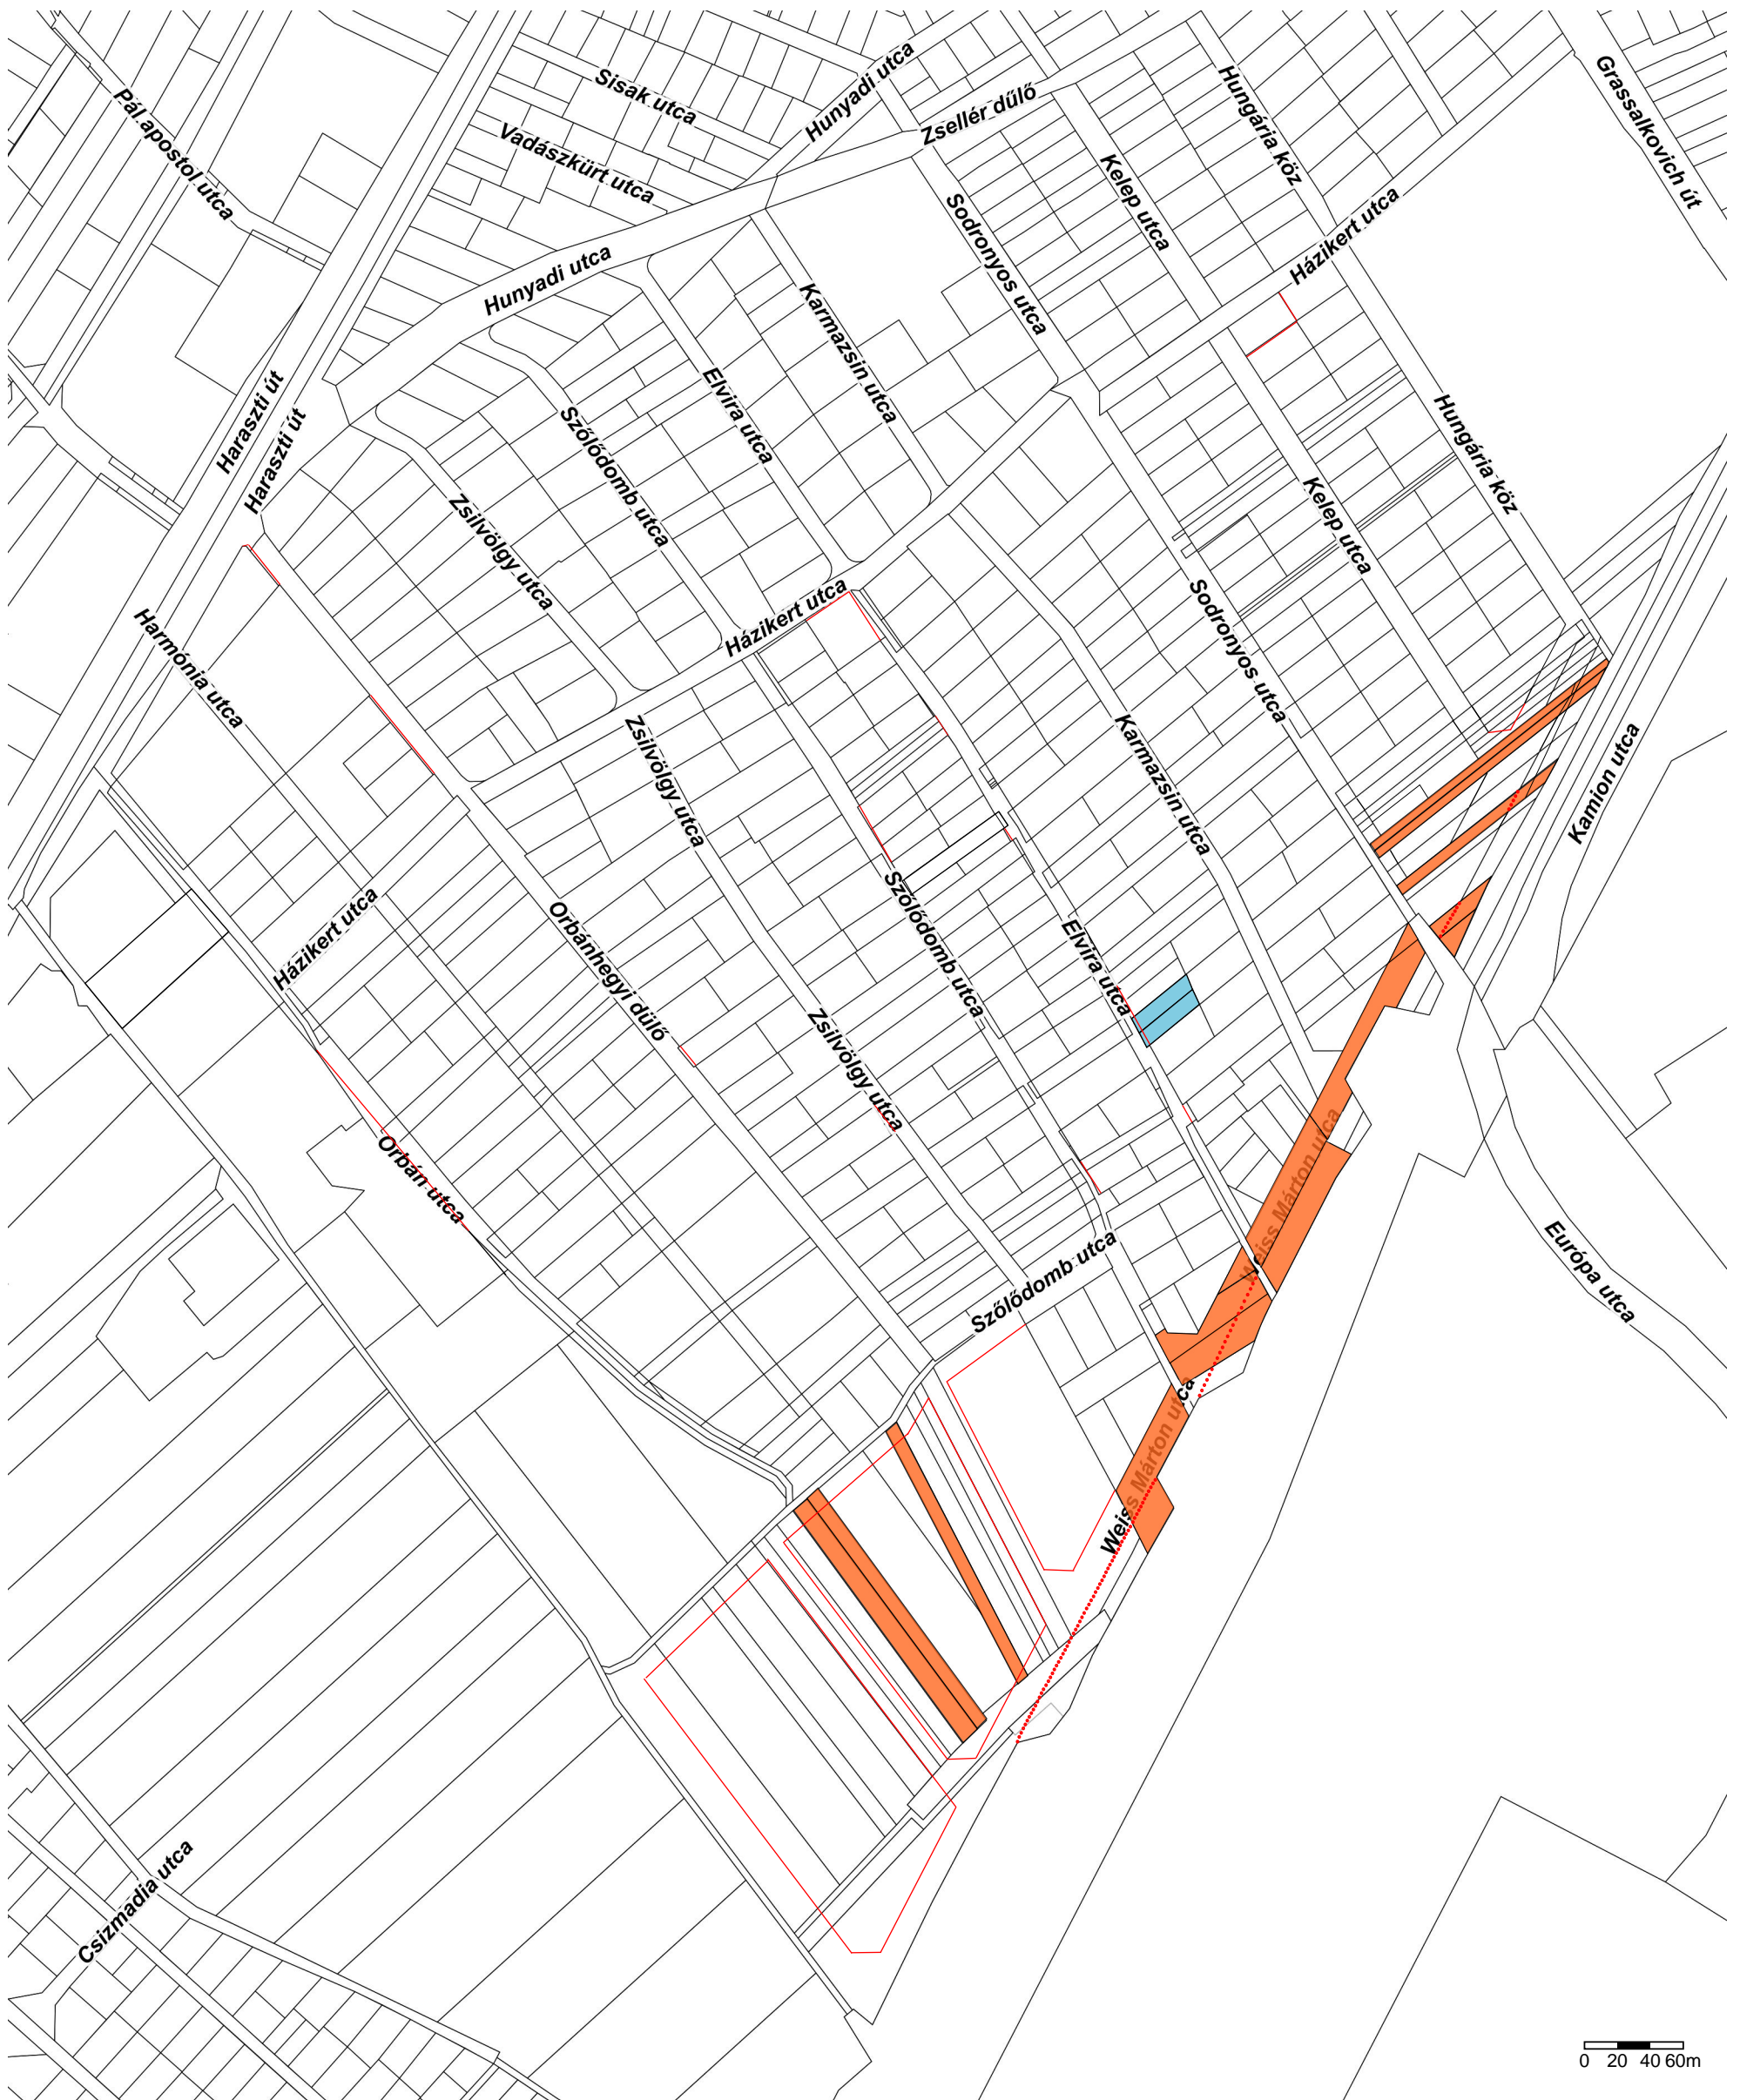 Hunyadi utca
Grassalkovich út
Hungária köz
Sisak utca
Zsellér dűlő
Pál apostol utca
Vadászkürt utca
Kelep utca
Sodronyos utca
Házikert utca
Hunyadi utca
Karmazsin utca
Haraszti út
Elvira utca
Haraszti út
Szőlődomb utca
Hungária köz
Zsilvölgy utca
Kelep utca
Házikert utca
Sodronyos utca
Harmónia utca
Zsilvölgy utca
Karmazsin utca
Kamion utca
Szőlődomb utca
Házikert utca
Orbánhegyi dűlő
Elvira utca
Zsilvölgy utca
Weiss Márton utca
Orbán utca
Szőlődomb utca
Európa utca
Weiss Márton utca
Csizmadia utca
0 20 40 60m